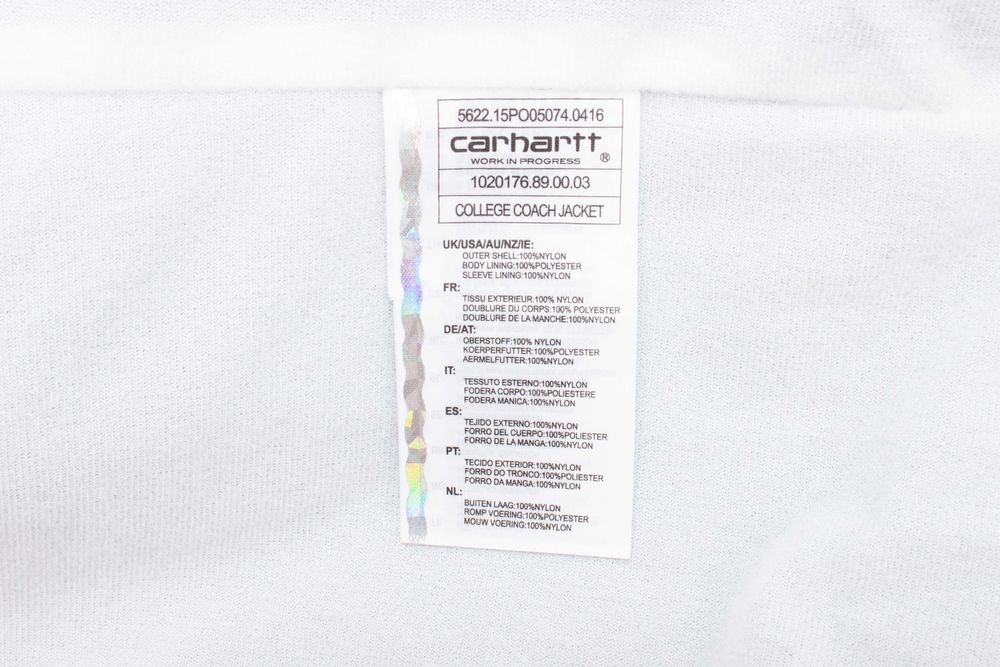 5622.15PO05074.0416
carhartt
WORK IN PROGRESS ®
1020176.89.00.03
COLLEGE COACH JACKET
UK/USA/AU/NZ/IE:
OUTER SHELL:100%NYLON
BODY LINING:100%POLYESTER
SLEEVE LINING:100%NYLON
FR:
TISSU EXTERIEUR:100% NYLON
DOUBLURE DU CORPS:100% POLYESTER
DOUBLURE DE LA MANCHE:100%NYLON
DE/AT:
OBERSTOFF:100% NYLON
KOERPERFUTTER:100%POLYESTER
AERMELFUTTER:100%NYLON
IT:
TESSUTO ESTERNO:100%NYLON
FODERA CORPO:100%POLIESTERE
FODERA MANICA:100%NYLON
ES:
TEJIDO EXTERNO:100%NYLON
FORRO DEL CUERPO:100%POLIESTER
FORRO DE LA MANGA:100%NYLON
PT:
TECIDO EXTERIOR:100%NYLON
FORRO DO TRONCO:100%POLIESTER
FORRO DA MANGA:100%NYLON
NL:
BUITEN LAAG:100%NYLON
ROMP VOERING:100%POLYESTER
MOUW VOERING:100%NYLON